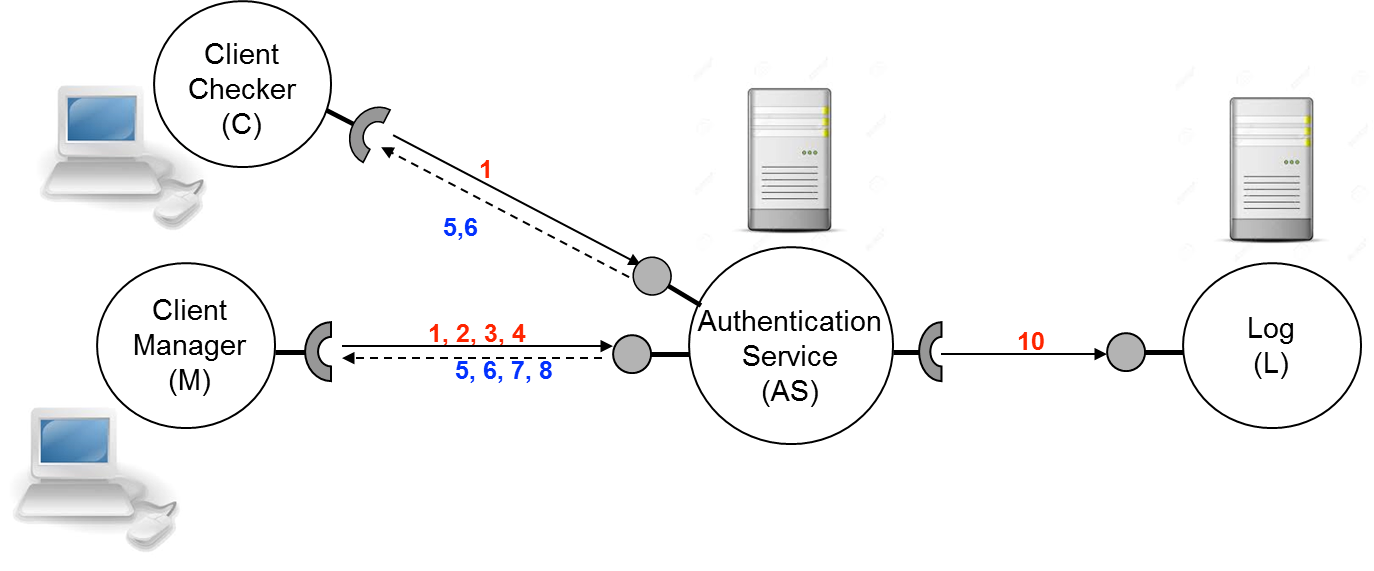 Client
Checker
(C)
1
5,6
Client
Manager
(M)
1, 2, 3, 4
5, 6, 7, 8
Authentication
Service
(AS)
10
Log
(L)